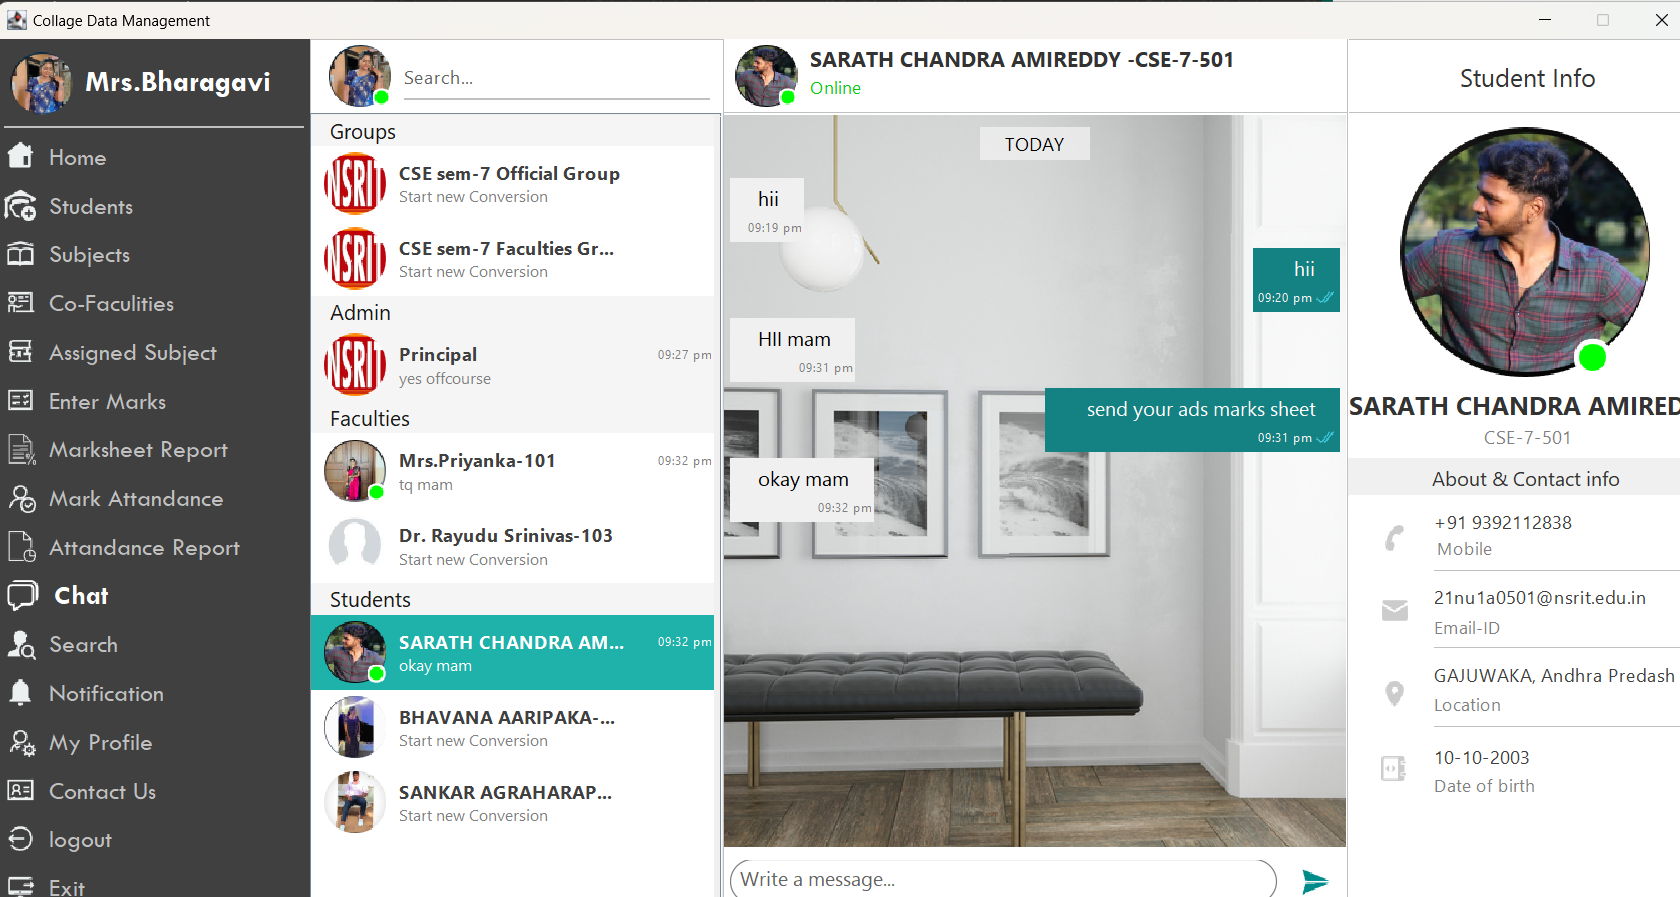 Collage Data Management
Mrs.Bharagavi
Home
Students
Subjects
Co-Faculities
Assigned Subject
Enter Marks
Marksheet Report
Mark Attandance
Attandance Report
Chat
Search
Notification
My Profile
Contact Us
logout
Exit
Search...
Groups
NSRIT
CSE sem-7 Official Group
Start new Conversion
NSRIT
CSE sem-7 Faculties Gr...
Start new Conversion
Admin
NSRIT
Principal
09:27 pm
yes offcourse
Faculties
Mrs.Priyanka-101
09:32 pm
tq mam
Dr. Rayudu Srinivas-103
Start new Conversion
Students
SARATH CHANDRA AM...
09:32 pm
okay mam
BHAVANA AARIPAKA-...
Start new Conversion
SANKAR AGRAHARAP...
Start new Conversion
SARATH CHANDRA AMIREDDY -CSE-7-501
Online
TODAY
hii
09:19 pm
hii
09:20 pm
HII mam
09:31 pm
send your ads marks sheet
09:31 pm
okay mam
09:32 pm
Write a message...
Student Info
SARATH CHANDRA AMIRED
CSE-7-501
About & Contact info
+91 9392112838
Mobile
21nu1a0501@nsrit.edu.in
Email-ID
GAJUWAKA, Andhra Predash
Location
10-10-2003
Date of birth